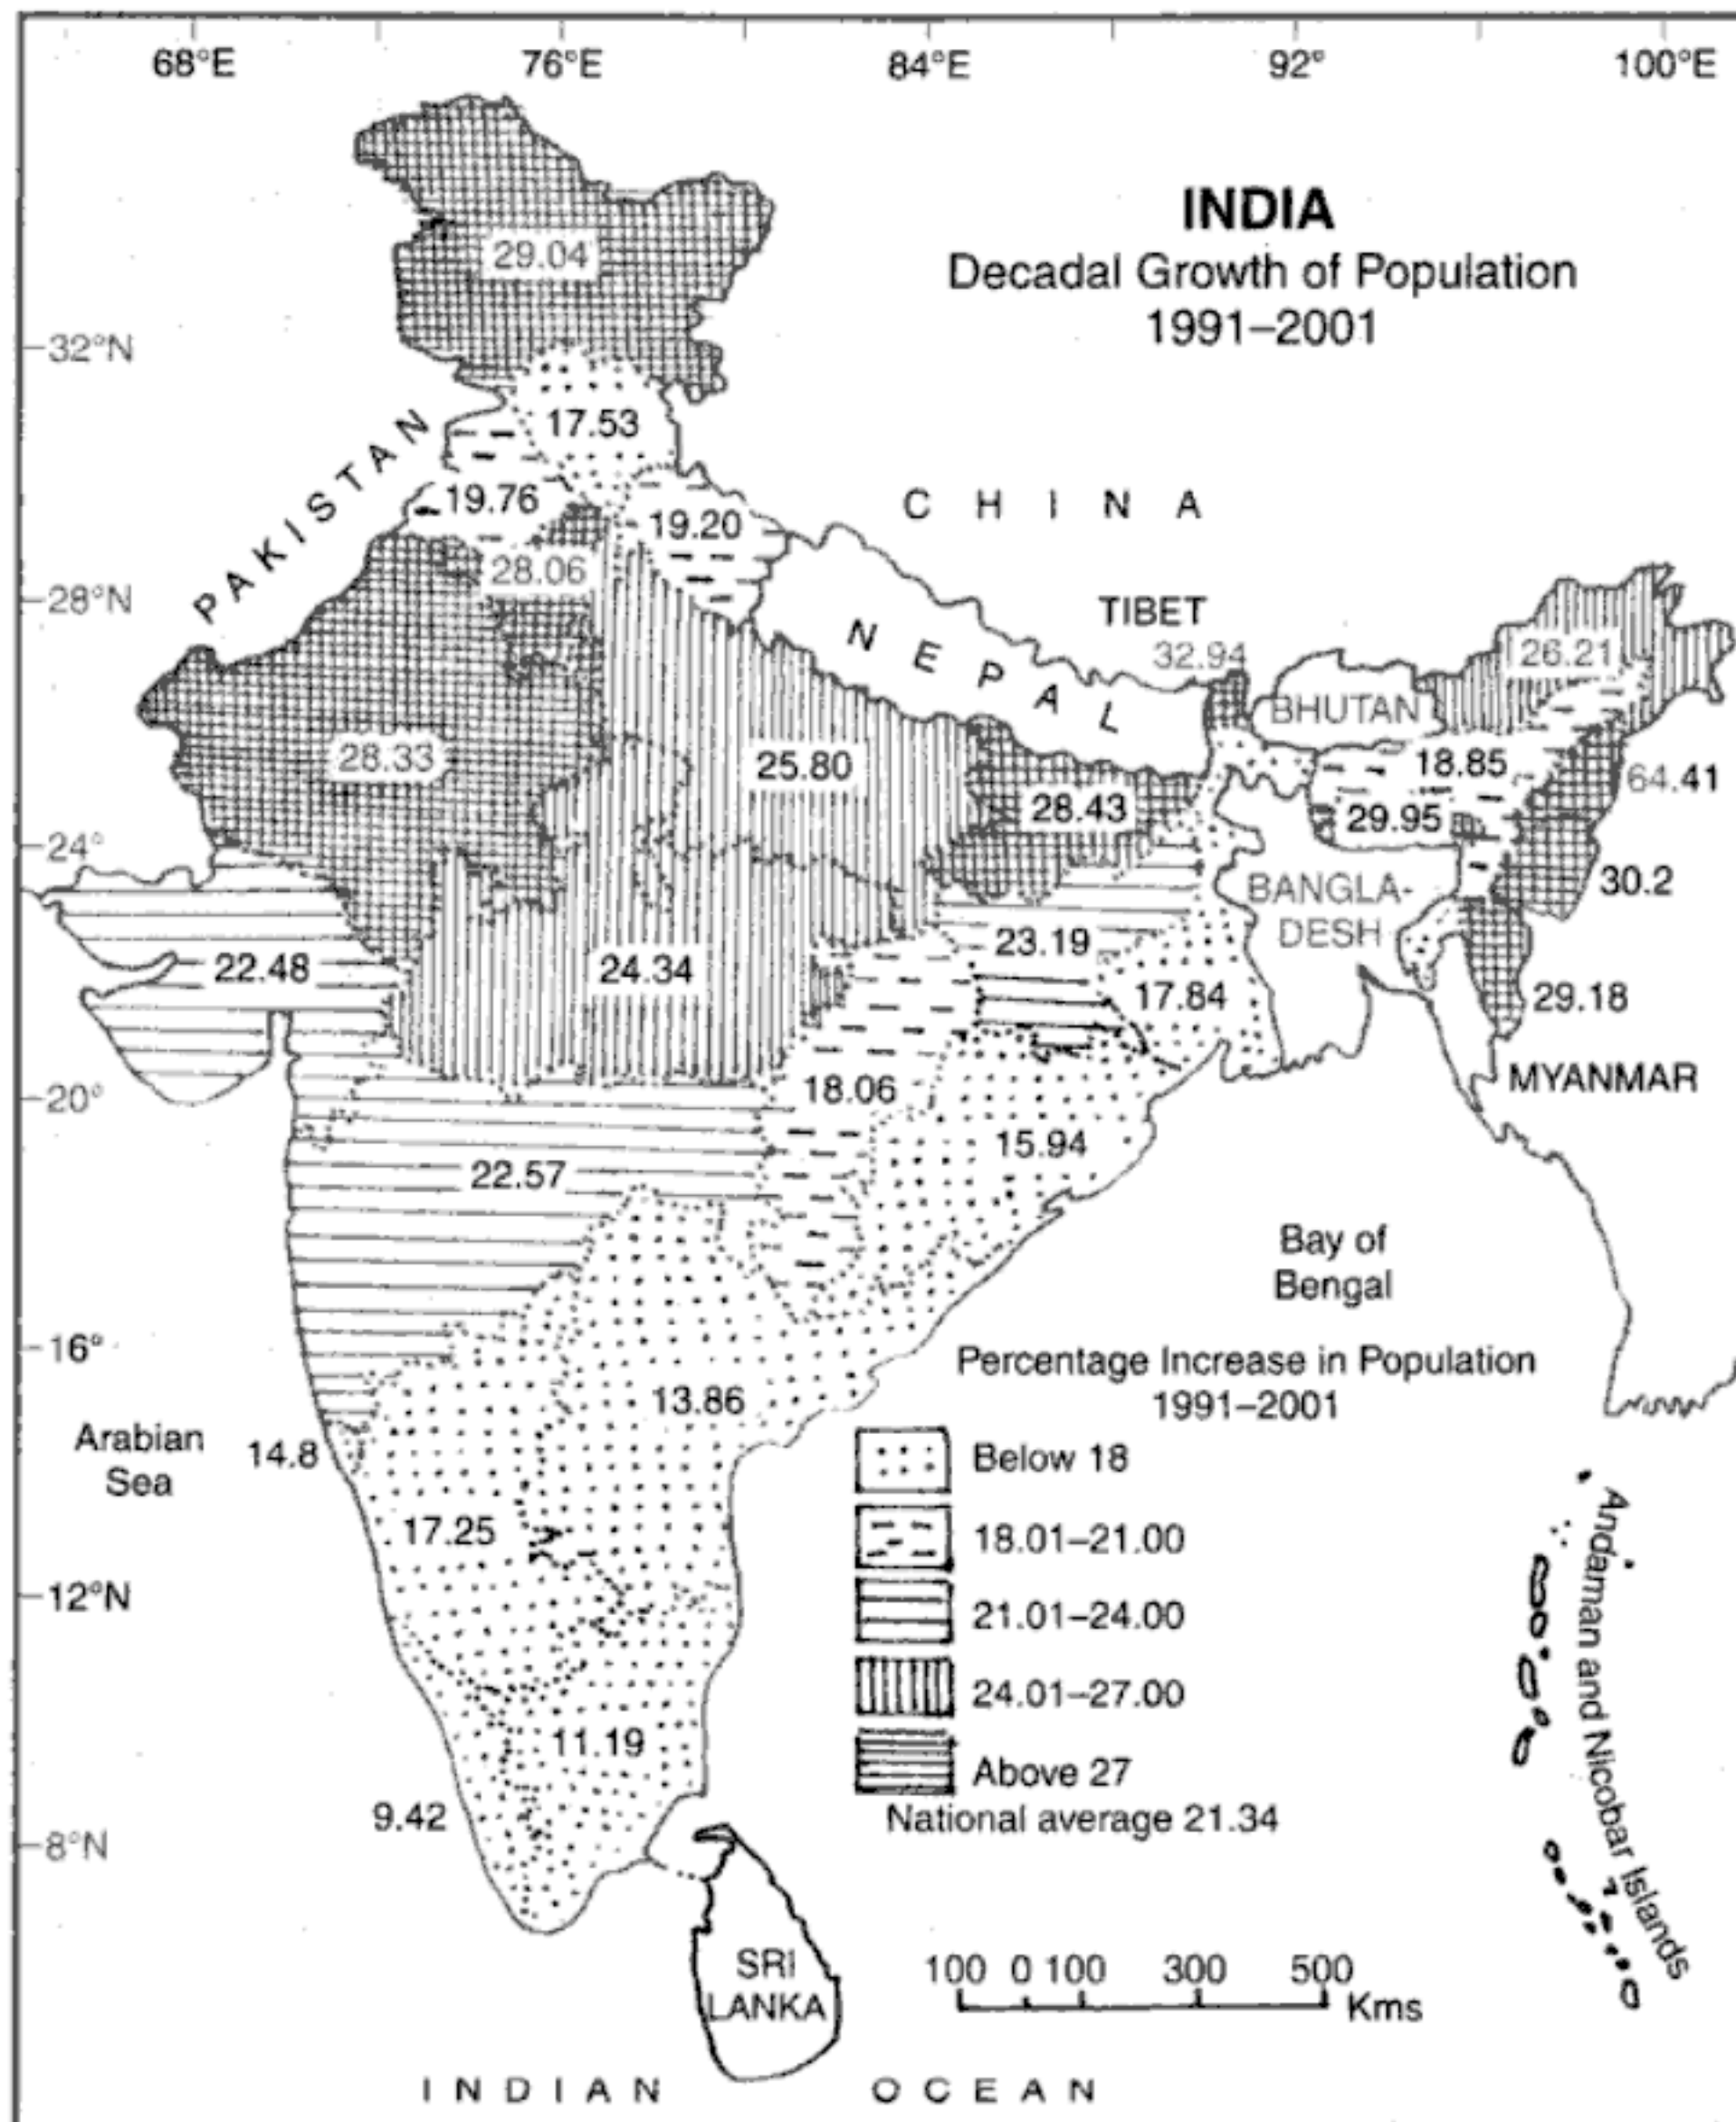 68°E 76°E 84°E 92° 100°E
INDIA
Decadal Growth of Population
1991–2001
29.04
32°N
17.53
PAKISTAN
19.76
CHINA
19.20
28.06
28°N
NEPAL
TIBET
32.94
26.21
BHUTAN
28.33
25.80
18.85
64.41
28.43
29.95
24°
30.2
BANGLA-
DESH
22.48
24.34
23.19
17.84
29.18
MYANMAR
20°
18.06
15.94
22.57
Bay of
Bengal
16°
13.86
Percentage Increase in Population
1991–2001
Arabian
Sea
14.8
Below 18
17.25
18.01–21.00
12°N
21.01–24.00
24.01–27.00
11.19
Above 27
9.42
National average 21.34
8°N
Andaman and Nicobar Islands
SRI
LANKA
100 0 100 300 500
Kms
INDIAN OCEAN